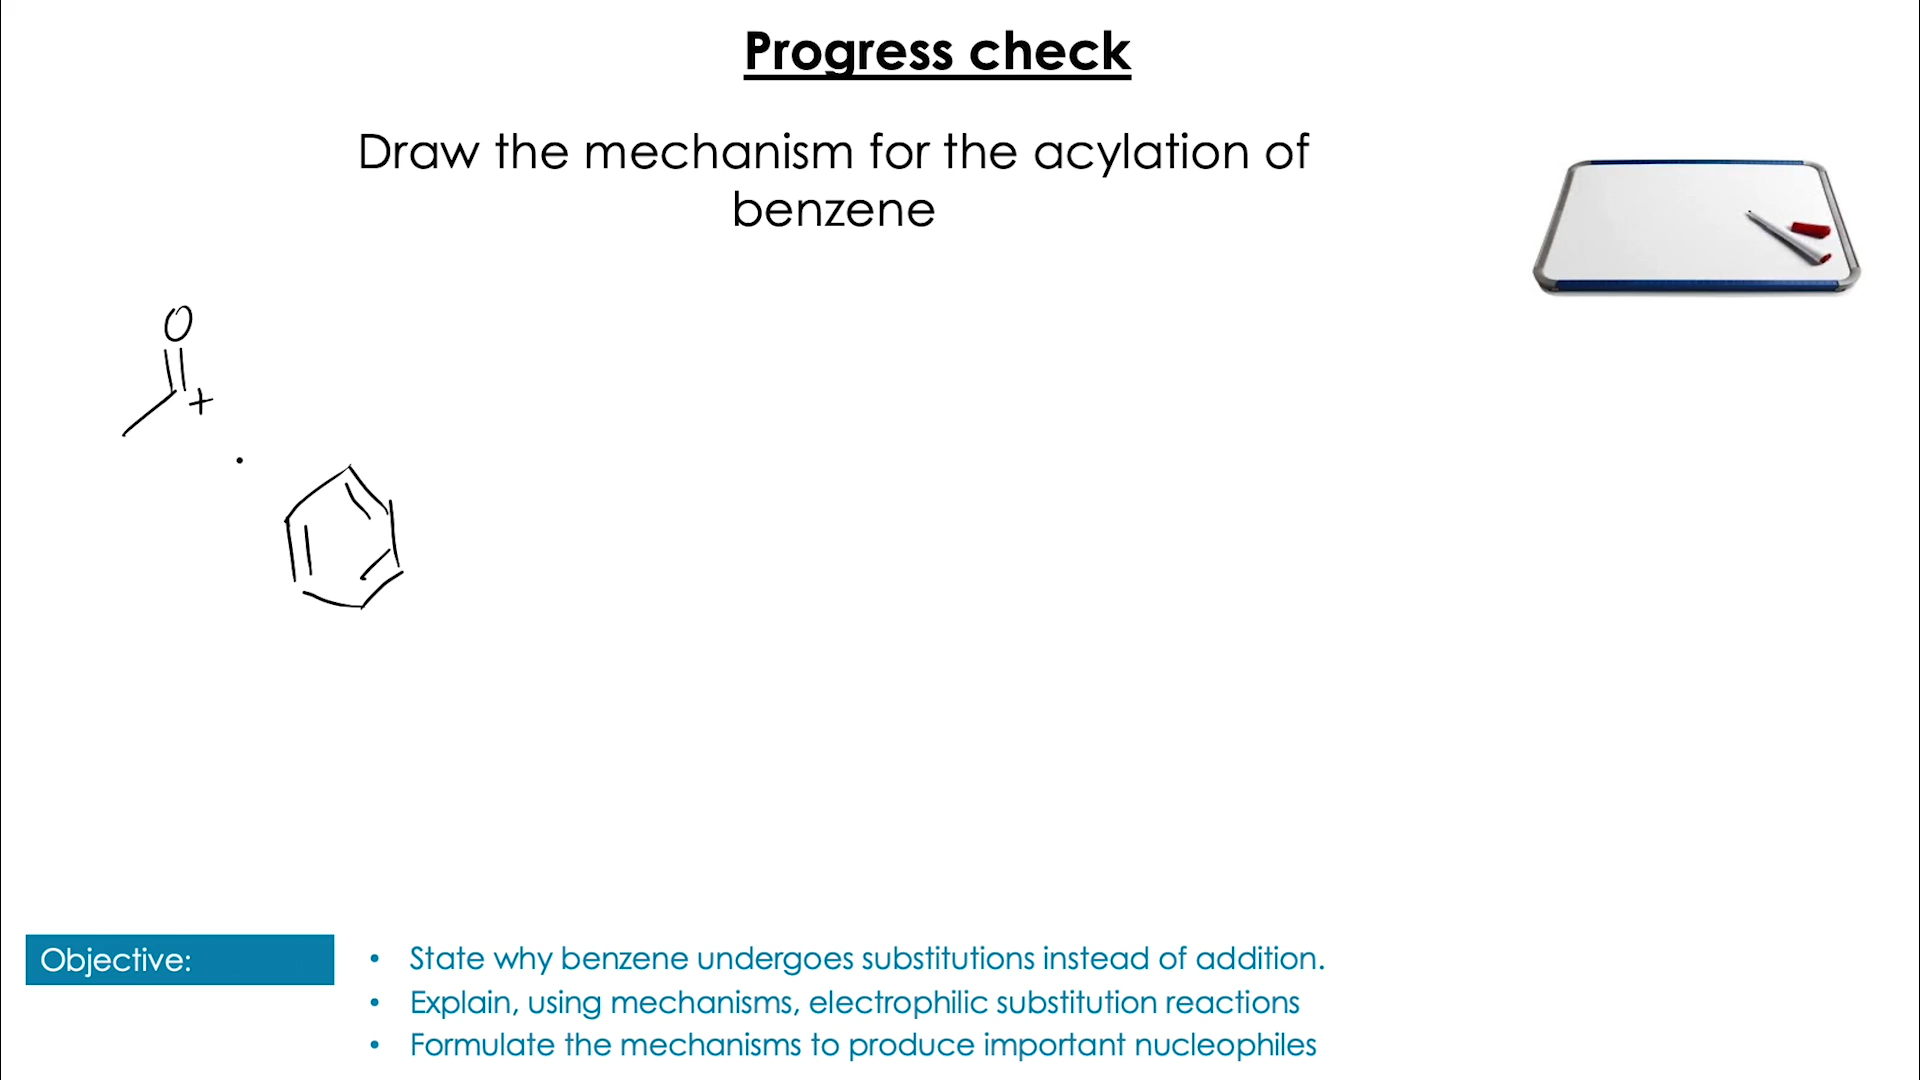 Progress check
Draw the mechanism for the acylation of
benzene
O
+
Objective:
• State why benzene undergoes substitutions instead of addition.
• Explain, using mechanisms, electrophilic substitution reactions
• Formulate the mechanisms to produce important nucleophiles